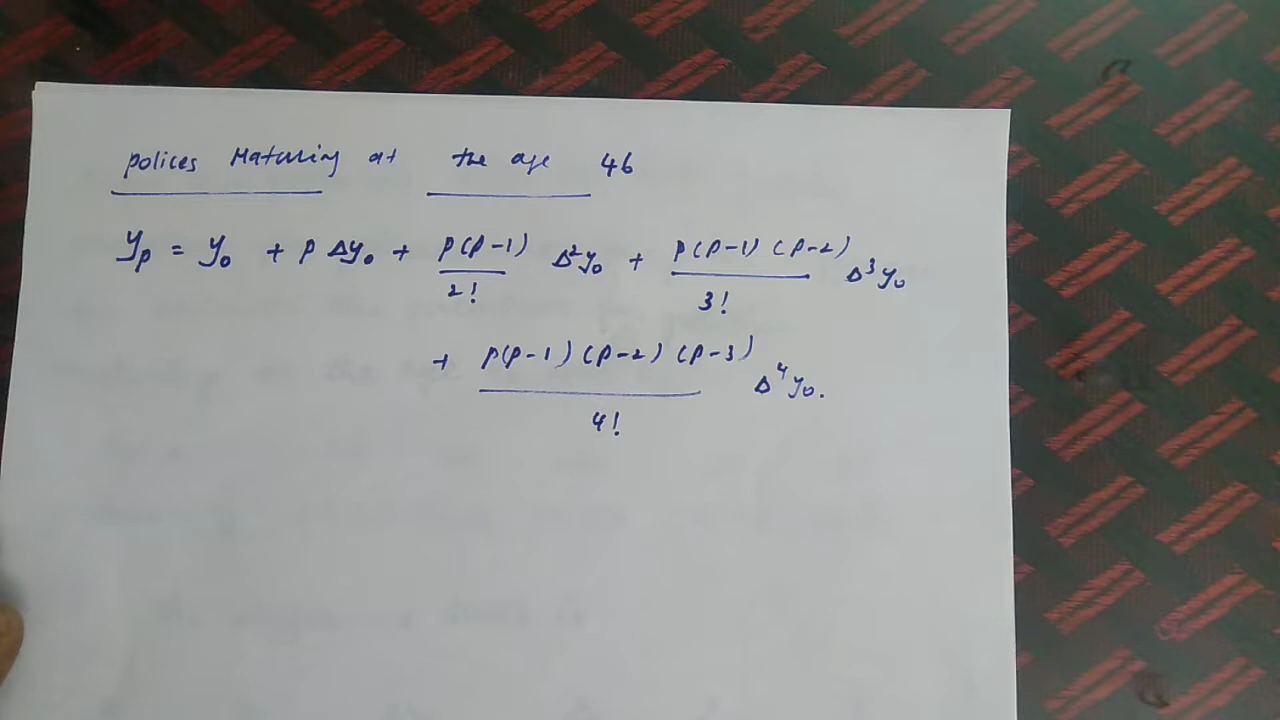 polices Maturing at the age 46
yp = y₀ + p Δy₀ + p(p-1)/2! Δ²y₀ + p(p-1)(p-2)/3! Δ³y₀
+ p(p-1)(p-2)(p-3)/4! Δ⁴y₀.